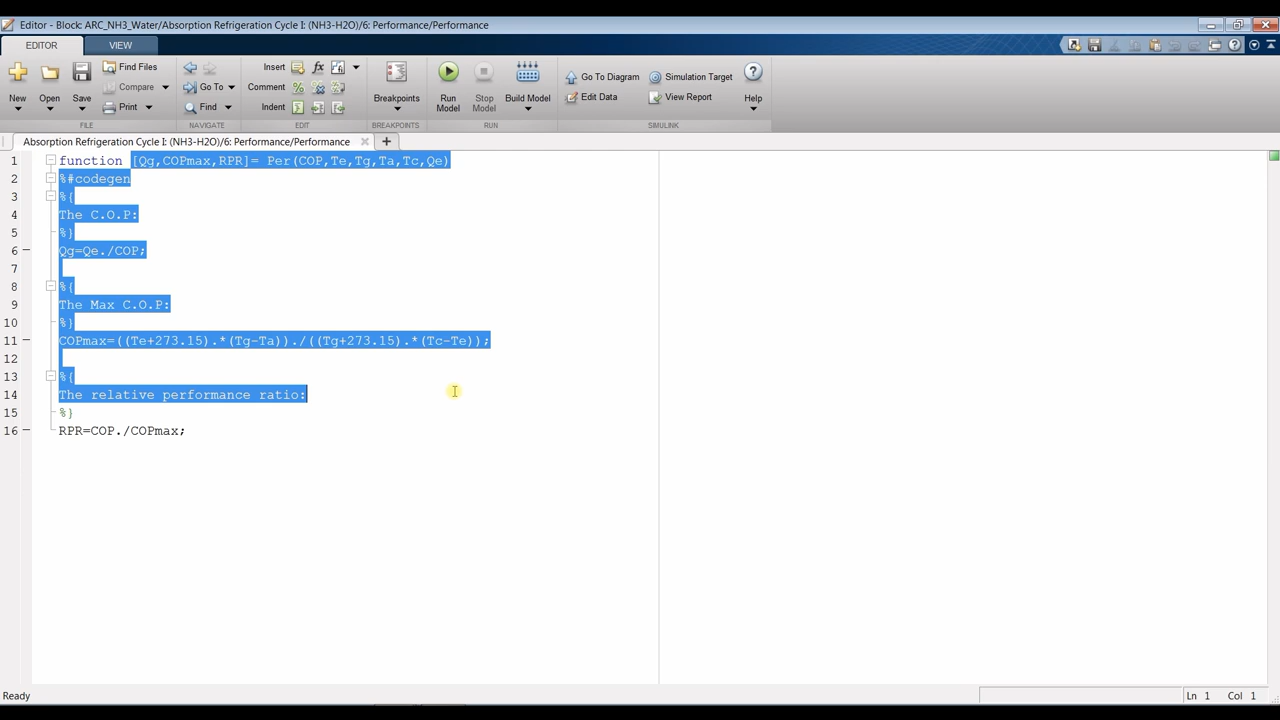 Editor - Block: ARC_NH3_Water/Absorption Refrigeration Cycle I: (NH3-H2O)/6: Performance/Performance
EDITOR
VIEW
New
Open
Save
Find Files
Compare
Print
FILE
Go To
Find
NAVIGATE
Insert
Comment
Indent
EDIT
Breakpoints
BREAKPOINTS
Run Model
Stop Model
Build Model
RUN
Go To Diagram
Edit Data
Simulation Target
View Report
Help
SIMULINK
Absorption Refrigeration Cycle I: (NH3-H2O)/6: Performance/Performance
1 function [Qg,COPmax,RPR]= Per(COP,Te,Tg,Ta,Tc,Qe)
2 %#codegen
3 %{
4 The C.O.P:
5 %}
6 Qg=Qe./COP;
7
8 %{
9 The Max C.O.P:
10 %}
11 COPmax=((Te+273.15).*(Tg-Ta))./((Tg+273.15).*(Tc-Te));
12
13 %{
14 The relative performance ratio:
15 %}
16 RPR=COP./COPmax;
Ready
Ln 1 Col 1